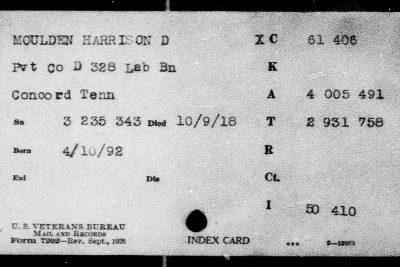 MOULDEN HARRISON D X C 61 406
Pvt Co D 328 Lab Bn K
Concord Tenn A 4 005 491
Sn 3 235 343 Died 10/9/18 T 2 931 758
Born 4/10/92 R
Enl Dis Ct.
I 50 410
U. S. VETERANS BUREAU
MAIL AND RECORDS
Form 7202—Rev. Sept., 1926 INDEX CARD GPO